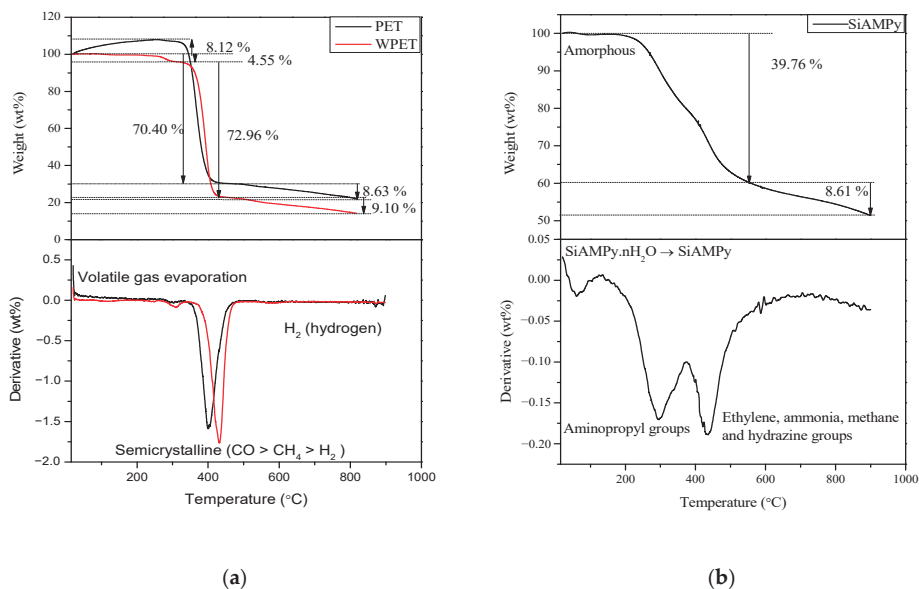 PET
WPET
8.12 %
4.55 %
70.40 %
72.96 %
8.63 %
9.10 %
Weight (wt%)
120
100
80
60
40
20
0
Volatile gas evaporation
H2 (hydrogen)
Semicrystalline (CO > CH4 > H2 )
Derivative (wt%)
0.5
0.0
−0.5
−1.0
−1.5
−2.0
200 400 600 800 1000
Temperature (°C)
(a)
SiAMPy
Amorphous
39.76 %
8.61 %
Weight (wt%)
100
90
80
70
60
50
0.05
SiAMPy.nH2O → SiAMPy
Aminopropyl groups
Ethylene, ammonia, methane
and hydrazine groups
Derivative (wt%)
0.00
−0.05
−0.10
−0.15
−0.20
200 400 600 800 1000
Temperature (°C)
(b)